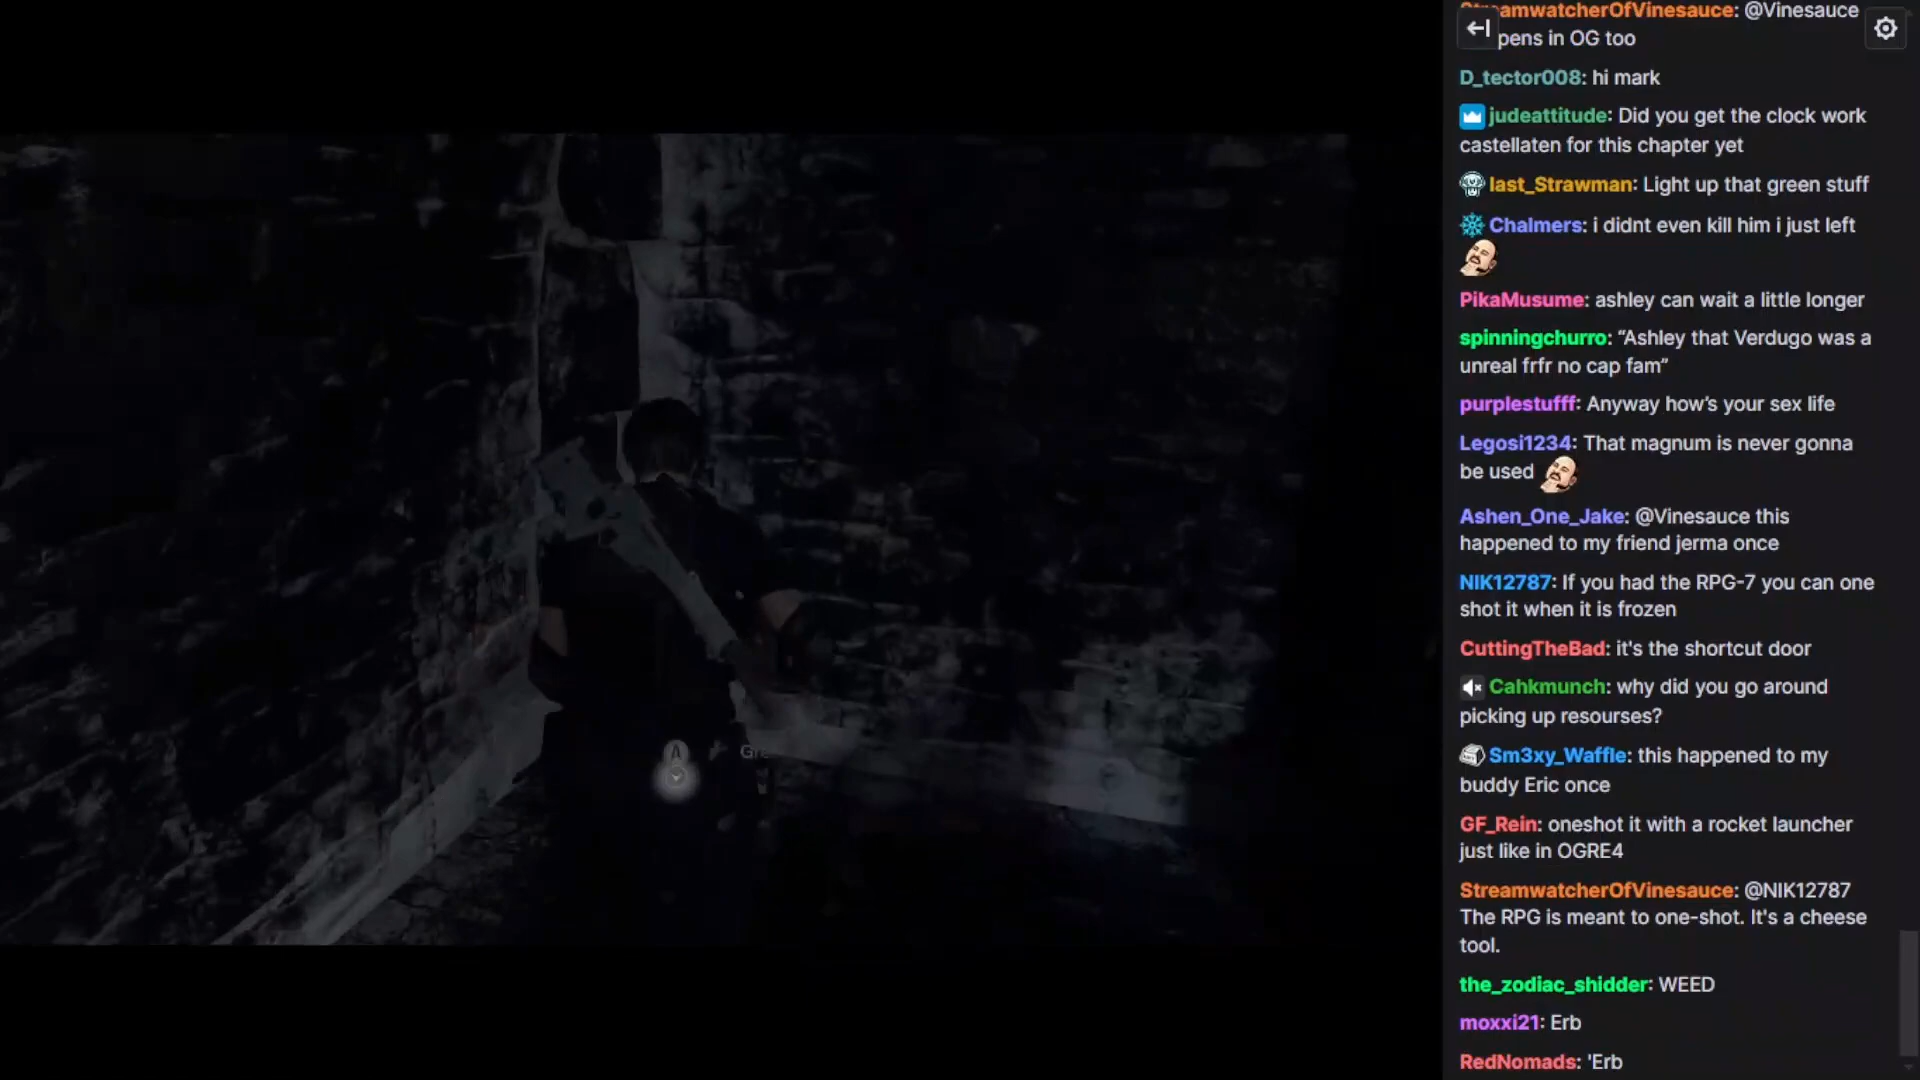 A
Gre
StreamwatcherOfVinesauce: @Vinesauce
pens in OG too
D_tector008: hi mark
judeattitude: Did you get the clock work
castellaten for this chapter yet
last_Strawman: Light up that green stuff
Chalmers: i didnt even kill him i just left
PikaMusume: ashley can wait a little longer
spinningchurro: “Ashley that Verdugo was a
unreal frfr no cap fam”
purplestufff: Anyway how’s your sex life
Legosi1234: That magnum is never gonna
be used
Ashen_One_Jake: @Vinesauce this
happened to my friend jerma once
NIK12787: If you had the RPG-7 you can one
shot it when it is frozen
CuttingTheBad: it's the shortcut door
Cahkmunch: why did you go around
picking up resourses?
Sm3xy_Waffle: this happened to my
buddy Eric once
GF_Rein: oneshot it with a rocket launcher
just like in OGRE4
StreamwatcherOfVinesauce: @NIK12787
The RPG is meant to one-shot. It's a cheese
tool.
the_zodiac_shidder: WEED
moxxi21: Erb
RedNomads: 'Erb